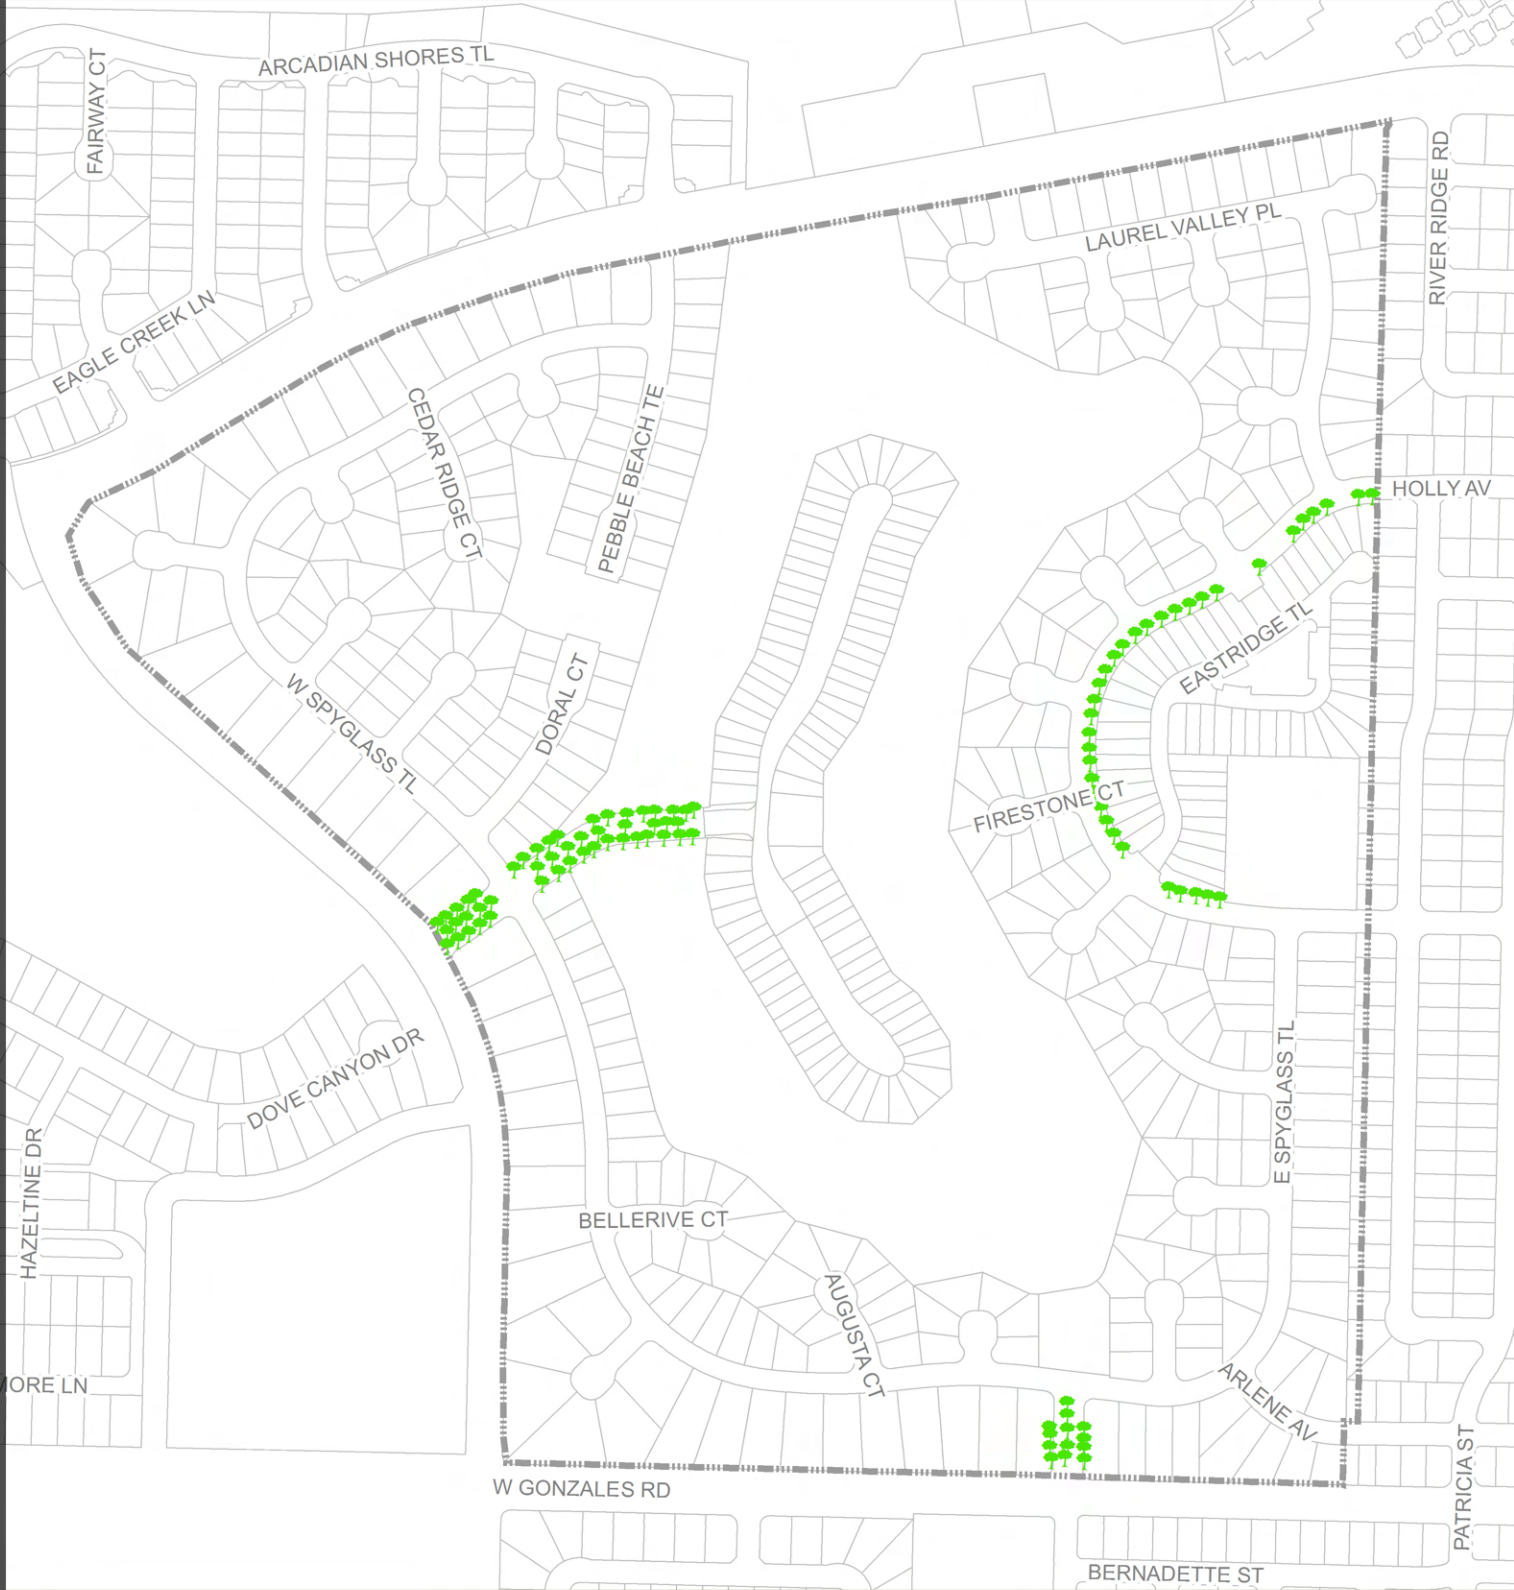 ARCADIAN SHORES TL
FAIRWAY CT
LAUREL VALLEY PL
RIVER RIDGE RD
EAGLE CREEK LN
CEDAR RIDGE CT
PEBBLE BEACH TE
HOLLY AV
EASTRIDGE TL
W SPYGLASS TL
DORAL CT
FIRESTONE CT
DOVE CANYON DR
E SPYGLASS TL
HAZELTINE DR
BELLERIVE CT
AUGUSTA CT
MORE LN
ARLENE AV
W GONZALES RD
PATRICIA ST
BERNADETTE ST